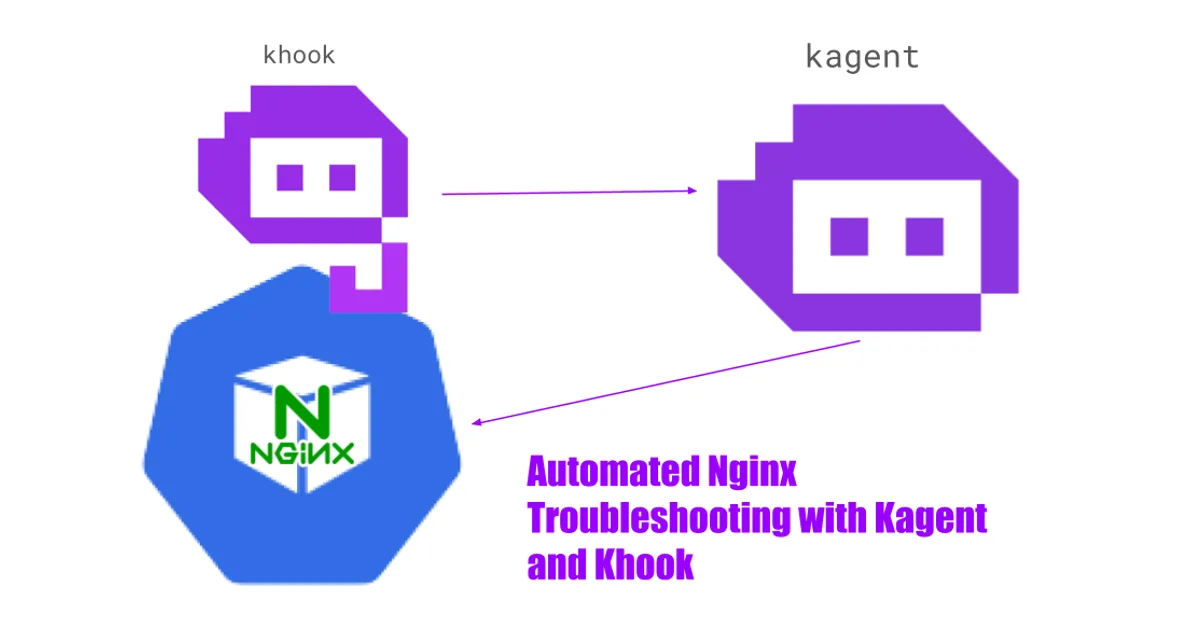 khook
kagent
NGiNX
Automated Nginx
Troubleshooting with Kagent
and Khook